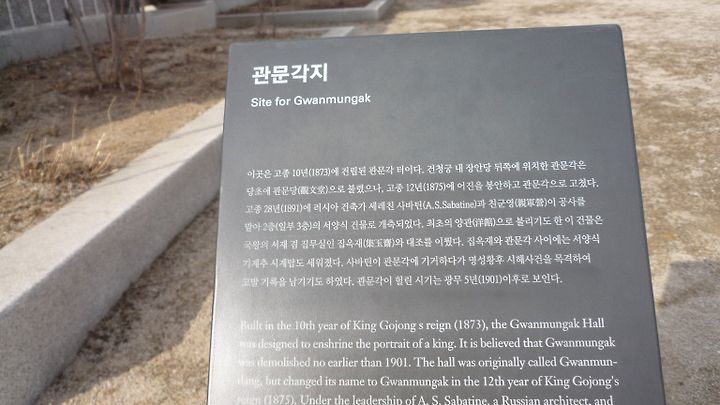 관문각지
Site for Gwanmungak
이곳은 고종 10년(1873)에 건립된 관문각 터이다. 건청궁 내 장안당 뒤쪽에 위치한 관문각은
당초에 관문당(觀文堂)으로 불렸으나, 고종 12년(1875)에 어진을 봉안하고 관문각으로 고쳤다.
고종 28년(1891)에 러시아 건축가 세레진 사바틴(A.S.Sabatine)과 친군영(親軍營)이 공사를
맡아 2층(일부 3층)의 서양식 건물로 개축되었다. 최초의 양관(洋館)으로 불리기도 한 이 건물은
국왕의 서재 겸 집무실인 집옥재(集玉齋)와 대조를 이뤘다. 집옥재와 관문각 사이에는 서양식
기계추 시계탑도 세워졌다. 사바틴이 관문각에 기거하다가 명성황후 시해사건을 목격하여
고발 기록을 남기기도 하였다. 관문각이 헐린 시기는 광무 5년(1901)이후로 보인다.
Built in the 10th year of King Gojong s reign (1873), the Gwanmungak Hall
was designed to enshrine the portrait of a king. It is believed that Gwanmungak
was demolished no earlier than 1901. The hall was originally called Gwanmun-
dang, but changed its name to Gwanmungak in the 12th year of King Gojong's
reign (1875). Under the leadership of A. S. Sabatine, a Russian architect, and